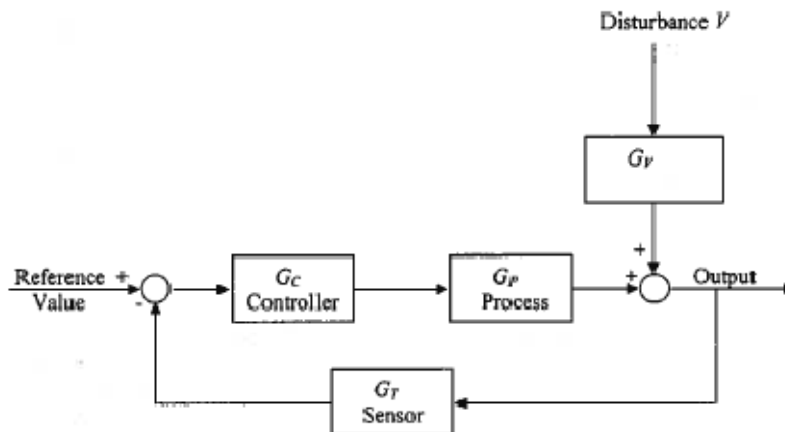 Disturbance V
G_V
+
+
Reference +
Value
-
G_C
Controller
G_P
Process
Output
G_T
Sensor